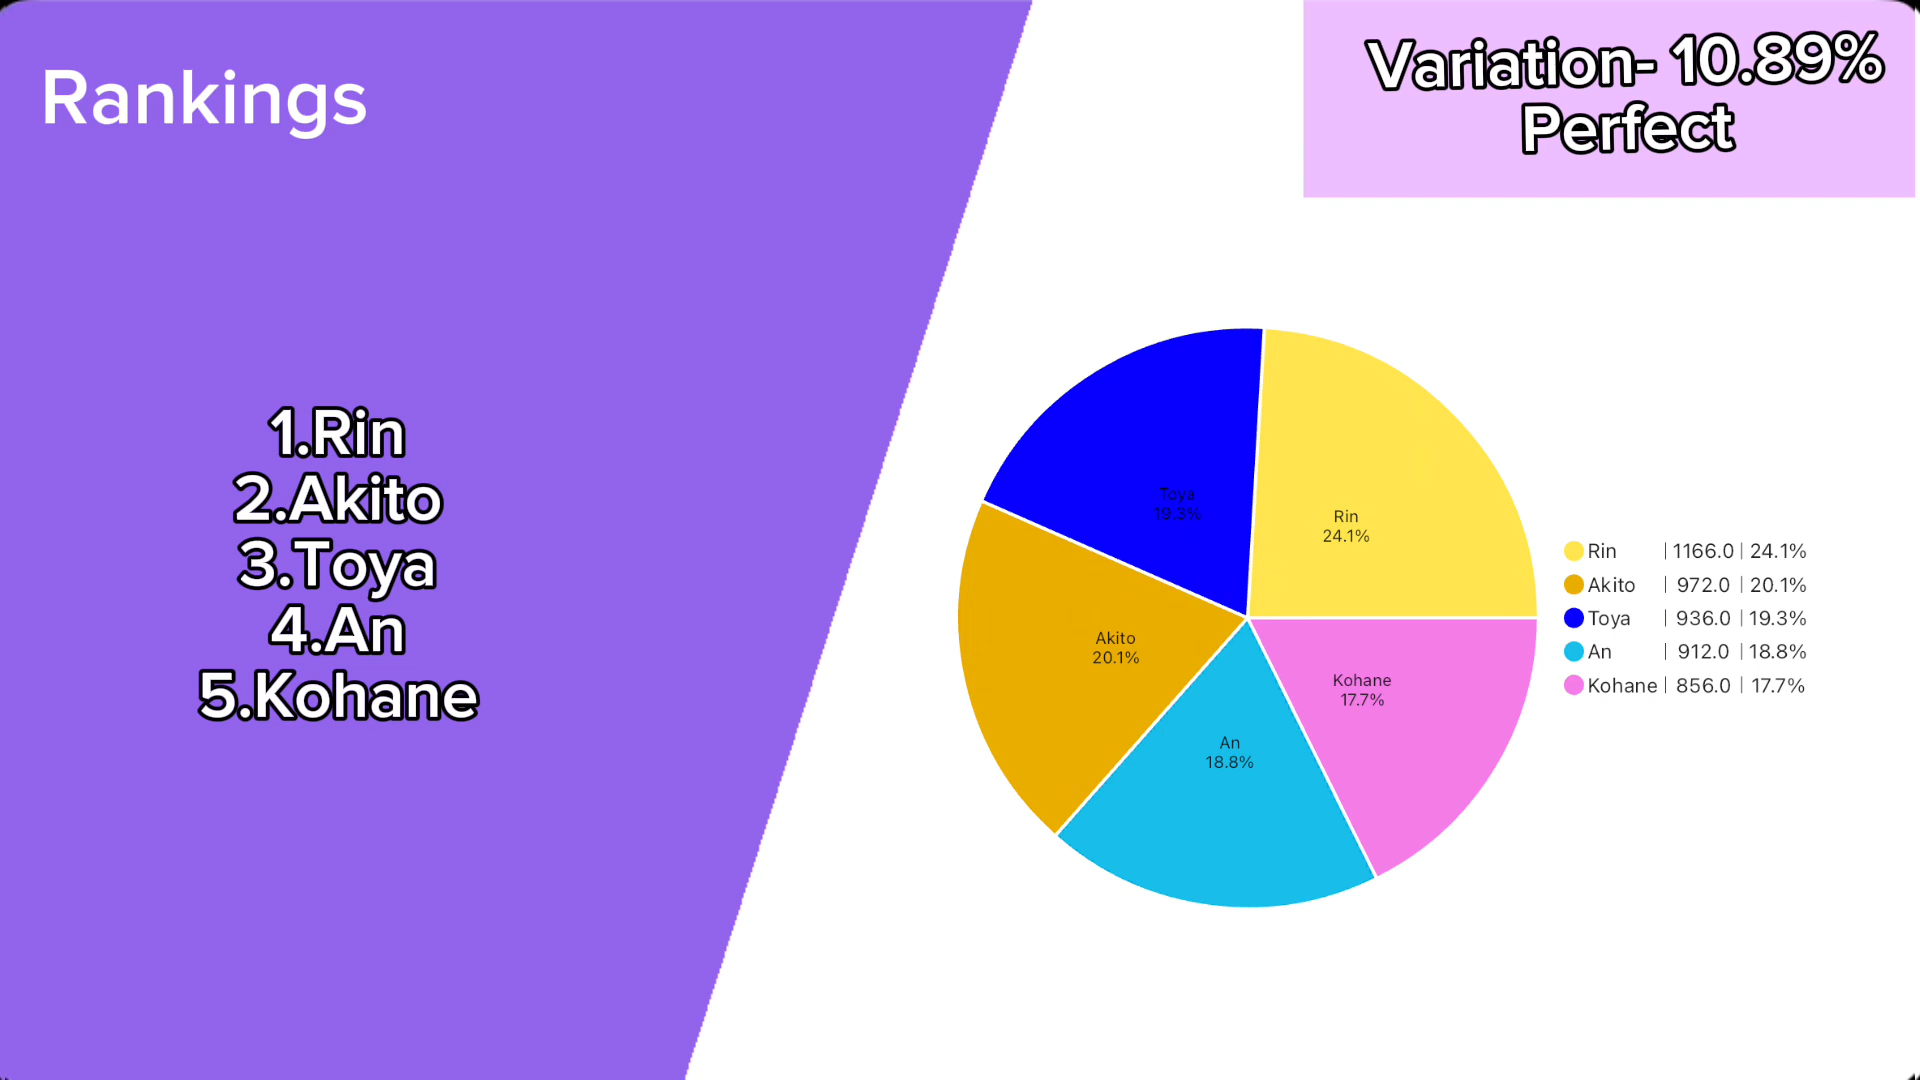 Rankings
Variation- 10.89%
Perfect
1.Rin
2.Akito
3.Toya
4.An
5.Kohane
Toya
19.3%
Rin
24.1%
Akito
20.1%
Kohane
17.7%
An
18.8%
Rin | 1166.0 | 24.1%
Akito | 972.0 | 20.1%
Toya | 936.0 | 19.3%
An | 912.0 | 18.8%
Kohane | 856.0 | 17.7%